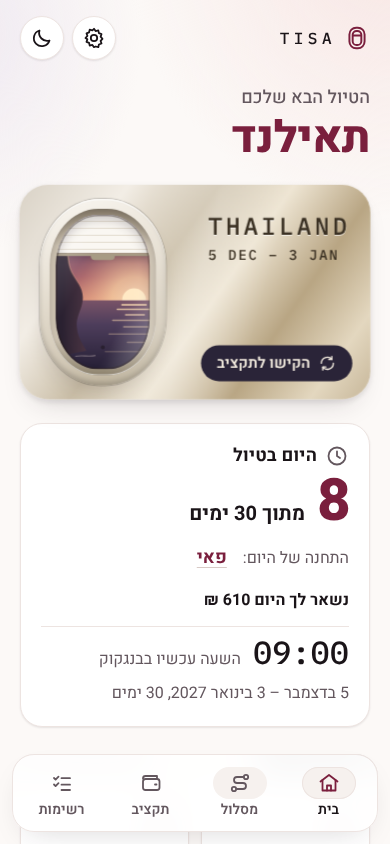 TISA
הטיול הבא שלכם
תאילנד
THAILAND
5 DEC – 3 JAN
הקישו לתקציב
היום בטיול
8 מתוך 30 ימים
התחנה של היום: פאי
נשאר לך היום 610 ₪
09:00 השעה עכשיו בבנגקוק
5 בדצמבר – 3 בינואר 2027, 30 ימים
בית
מסלול
תקציב
רשימות